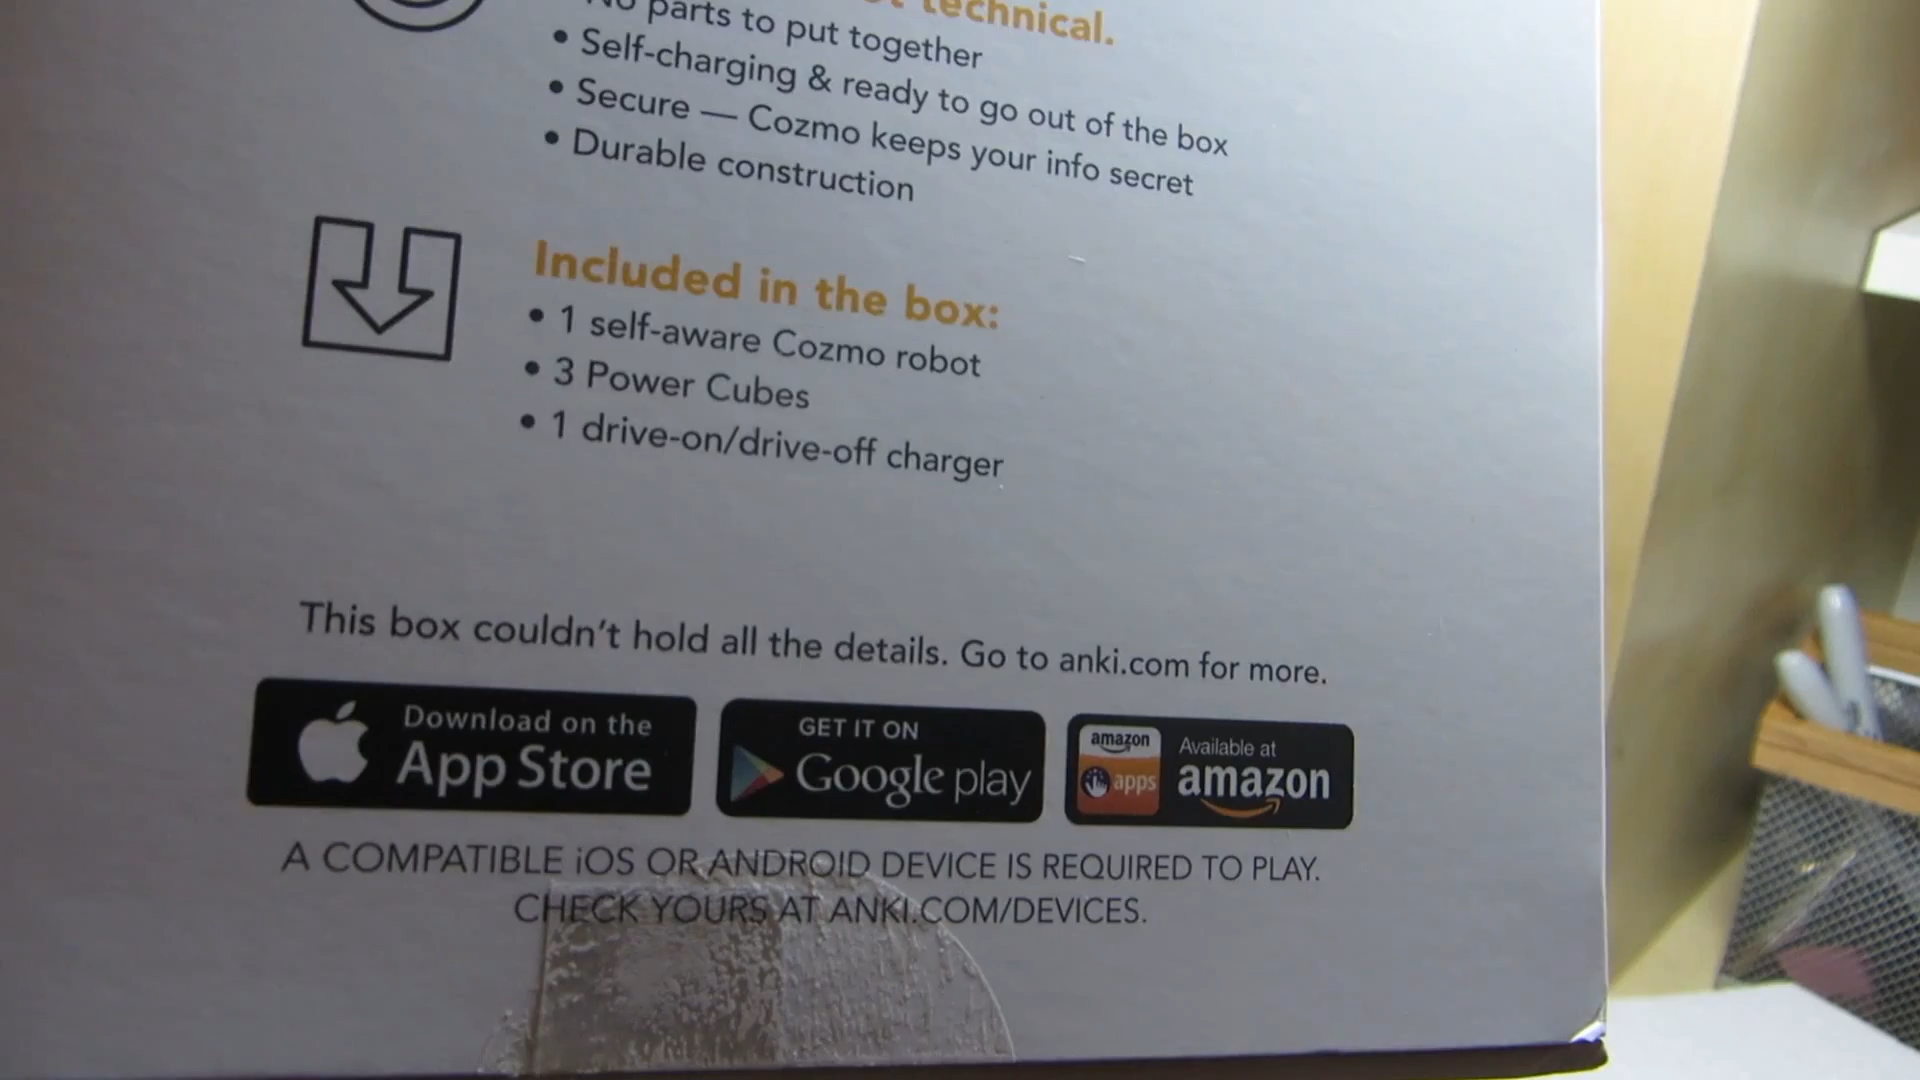 technical.
No parts to put together
• Self-charging & ready to go out of the box
• Secure — Cozmo keeps your info secret
• Durable construction
Included in the box:
• 1 self-aware Cozmo robot
• 3 Power Cubes
• 1 drive-on/drive-off charger
This box couldn't hold all the details. Go to anki.com for more.
Download on the
App Store
GET IT ON
Google play
amazon
apps
Available at
amazon
A COMPATIBLE iOS OR ANDROID DEVICE IS REQUIRED TO PLAY.
CHECK YOURS AT ANKI.COM/DEVICES.